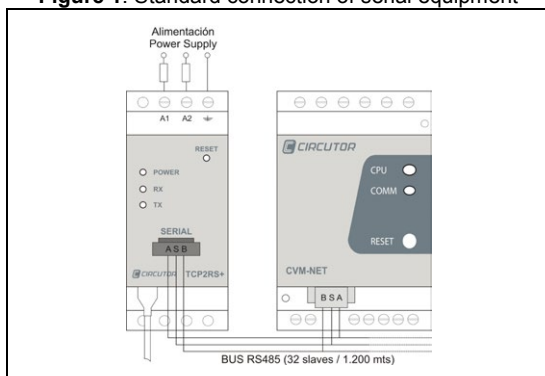 Figure 1. Standard connection of serial equipment
Alimentación
Power Supply
A1 A2
RESET
POWER
RX
TX
SERIAL
A S B
CIRCUTOR TCP2RS+
CIRCUTOR
CPU
COMM
RESET
CVM-NET
B S A
BUS RS485 (32 slaves / 1.200 mts)